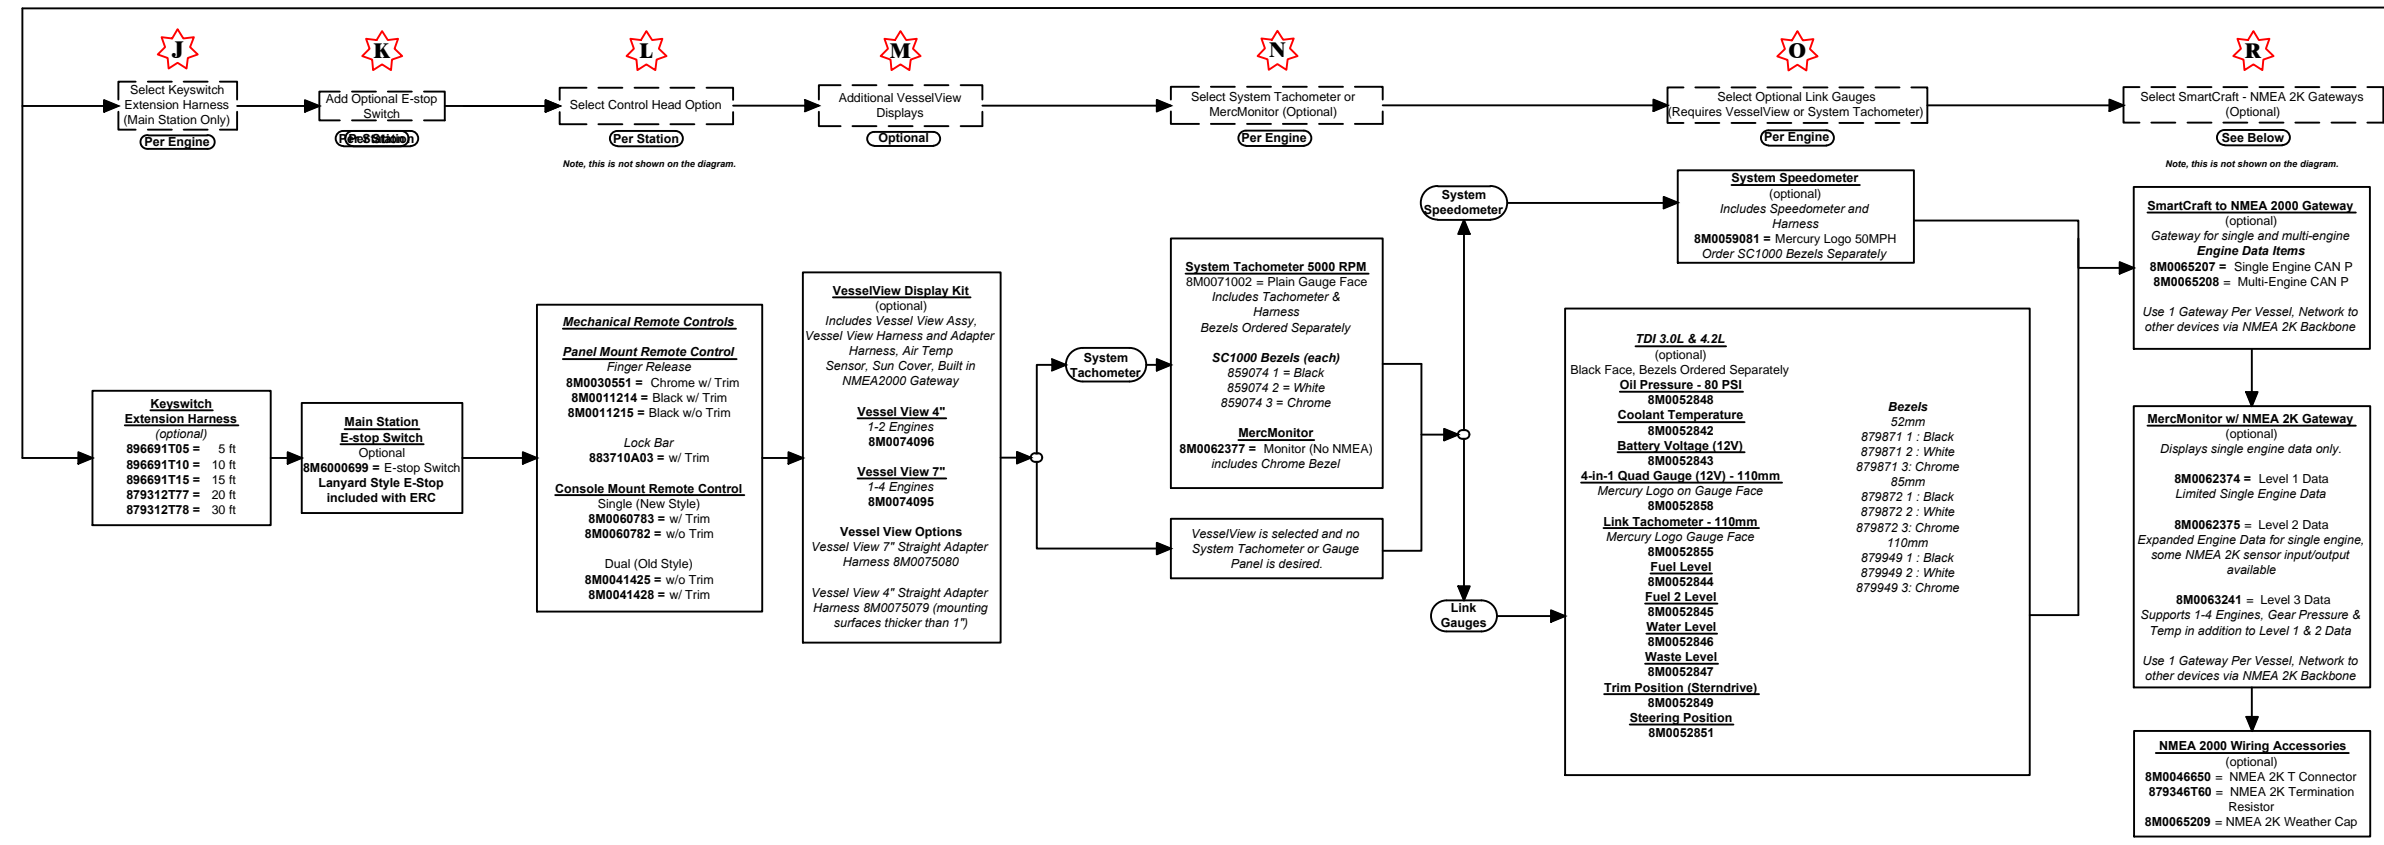 J
Select Keyswitch
Extension Harness
(Main Station Only)
Per Engine
K
Add Optional E-stop
Switch
Per Station
L
Select Control Head Option
Per Station
Note, this is not shown on the diagram.
M
Additional VesselView
Displays
Optional
N
Select System Tachometer or
MercMonitor (Optional)
Per Engine
O
Select Optional Link Gauges
(Requires VesselView or System Tachometer)
Per Engine
R
Select SmartCraft - NMEA 2K Gateways
(Optional)
See Below
Note, this is not shown on the diagram.
Keyswitch
Extension Harness
(optional)
896691T05 = 5 ft
896691T10 = 10 ft
896691T15 = 15 ft
879312T77 = 20 ft
879312T78 = 30 ft
Main Station
E-stop Switch
Optional
8M6000699 = E-stop Switch
Lanyard Style E-Stop
included with ERC
Mechanical Remote Controls
Panel Mount Remote Control
Finger Release
8M0030551 = Chrome w/ Trim
8M0011214 = Black w/ Trim
8M0011215 = Black w/o Trim
Lock Bar
883710A03 = w/ Trim
Console Mount Remote Control
Single (New Style)
8M0060783 = w/ Trim
8M0060782 = w/o Trim
Dual (Old Style)
8M0041425 = w/o Trim
8M0041428 = w/ Trim
VesselView Display Kit
(optional)
Includes Vessel View Assy,
Vessel View Harness and Adapter
Harness, Air Temp
Sensor, Sun Cover, Built in
NMEA2000 Gateway
Vessel View 4"
1-2 Engines
8M0074096
Vessel View 7"
1-4 Engines
8M0074095
Vessel View Options
Vessel View 7" Straight Adapter
Harness 8M0075080
Vessel View 4" Straight Adapter
Harness 8M0075079 (mounting
surfaces thicker than 1")
System
Tachometer
System Tachometer 5000 RPM
8M0071002 = Plain Gauge Face
Includes Tachometer &
Harness
Bezels Ordered Separately
SC1000 Bezels (each)
859074 1 = Black
859074 2 = White
859074 3 = Chrome
MercMonitor
8M0062377 = Monitor (No NMEA)
includes Chrome Bezel
VesselView is selected and no
System Tachometer or Gauge
Panel is desired.
System
Speedometer
System Speedometer
(optional)
Includes Speedometer and
Harness
8M0059081 = Mercury Logo 50MPH
Order SC1000 Bezels Separately
Link
Gauges
TDI 3.0L & 4.2L
(optional)
Black Face, Bezels Ordered Separately
Oil Pressure - 80 PSI
8M0052848
Coolant Temperature
8M0052842
Battery Voltage (12V)
8M0052843
4-in-1 Quad Gauge (12V) - 110mm
Mercury Logo on Gauge Face
8M0052858
Link Tachometer - 110mm
Mercury Logo Gauge Face
8M0052855
Fuel Level
8M0052844
Fuel 2 Level
8M0052845
Water Level
8M0052846
Waste Level
8M0052847
Trim Position (Sterndrive)
8M0052849
Steering Position
8M0052851
Bezels
52mm
879871 1 : Black
879871 2 : White
879871 3: Chrome
85mm
879872 1 : Black
879872 2 : White
879872 3: Chrome
110mm
879949 1 : Black
879949 2 : White
879949 3: Chrome
SmartCraft to NMEA 2000 Gateway
(optional)
Gateway for single and multi-engine
Engine Data Items
8M0065207 = Single Engine CAN P
8M0065208 = Multi-Engine CAN P
Use 1 Gateway Per Vessel, Network to
other devices via NMEA 2K Backbone
MercMonitor w/ NMEA 2K Gateway
(optional)
Displays single engine data only.
8M0062374 = Level 1 Data
Limited Single Engine Data
8M0062375 = Level 2 Data
Expanded Engine Data for single engine,
some NMEA 2K sensor input/output
available
8M0063241 = Level 3 Data
Supports 1-4 Engines, Gear Pressure &
Temp in addition to Level 1 & 2 Data
Use 1 Gateway Per Vessel, Network to
other devices via NMEA 2K Backbone
NMEA 2000 Wiring Accessories
(optional)
8M0046650 = NMEA 2K T Connector
879346T60 = NMEA 2K Termination
Resistor
8M0065209 = NMEA 2K Weather Cap